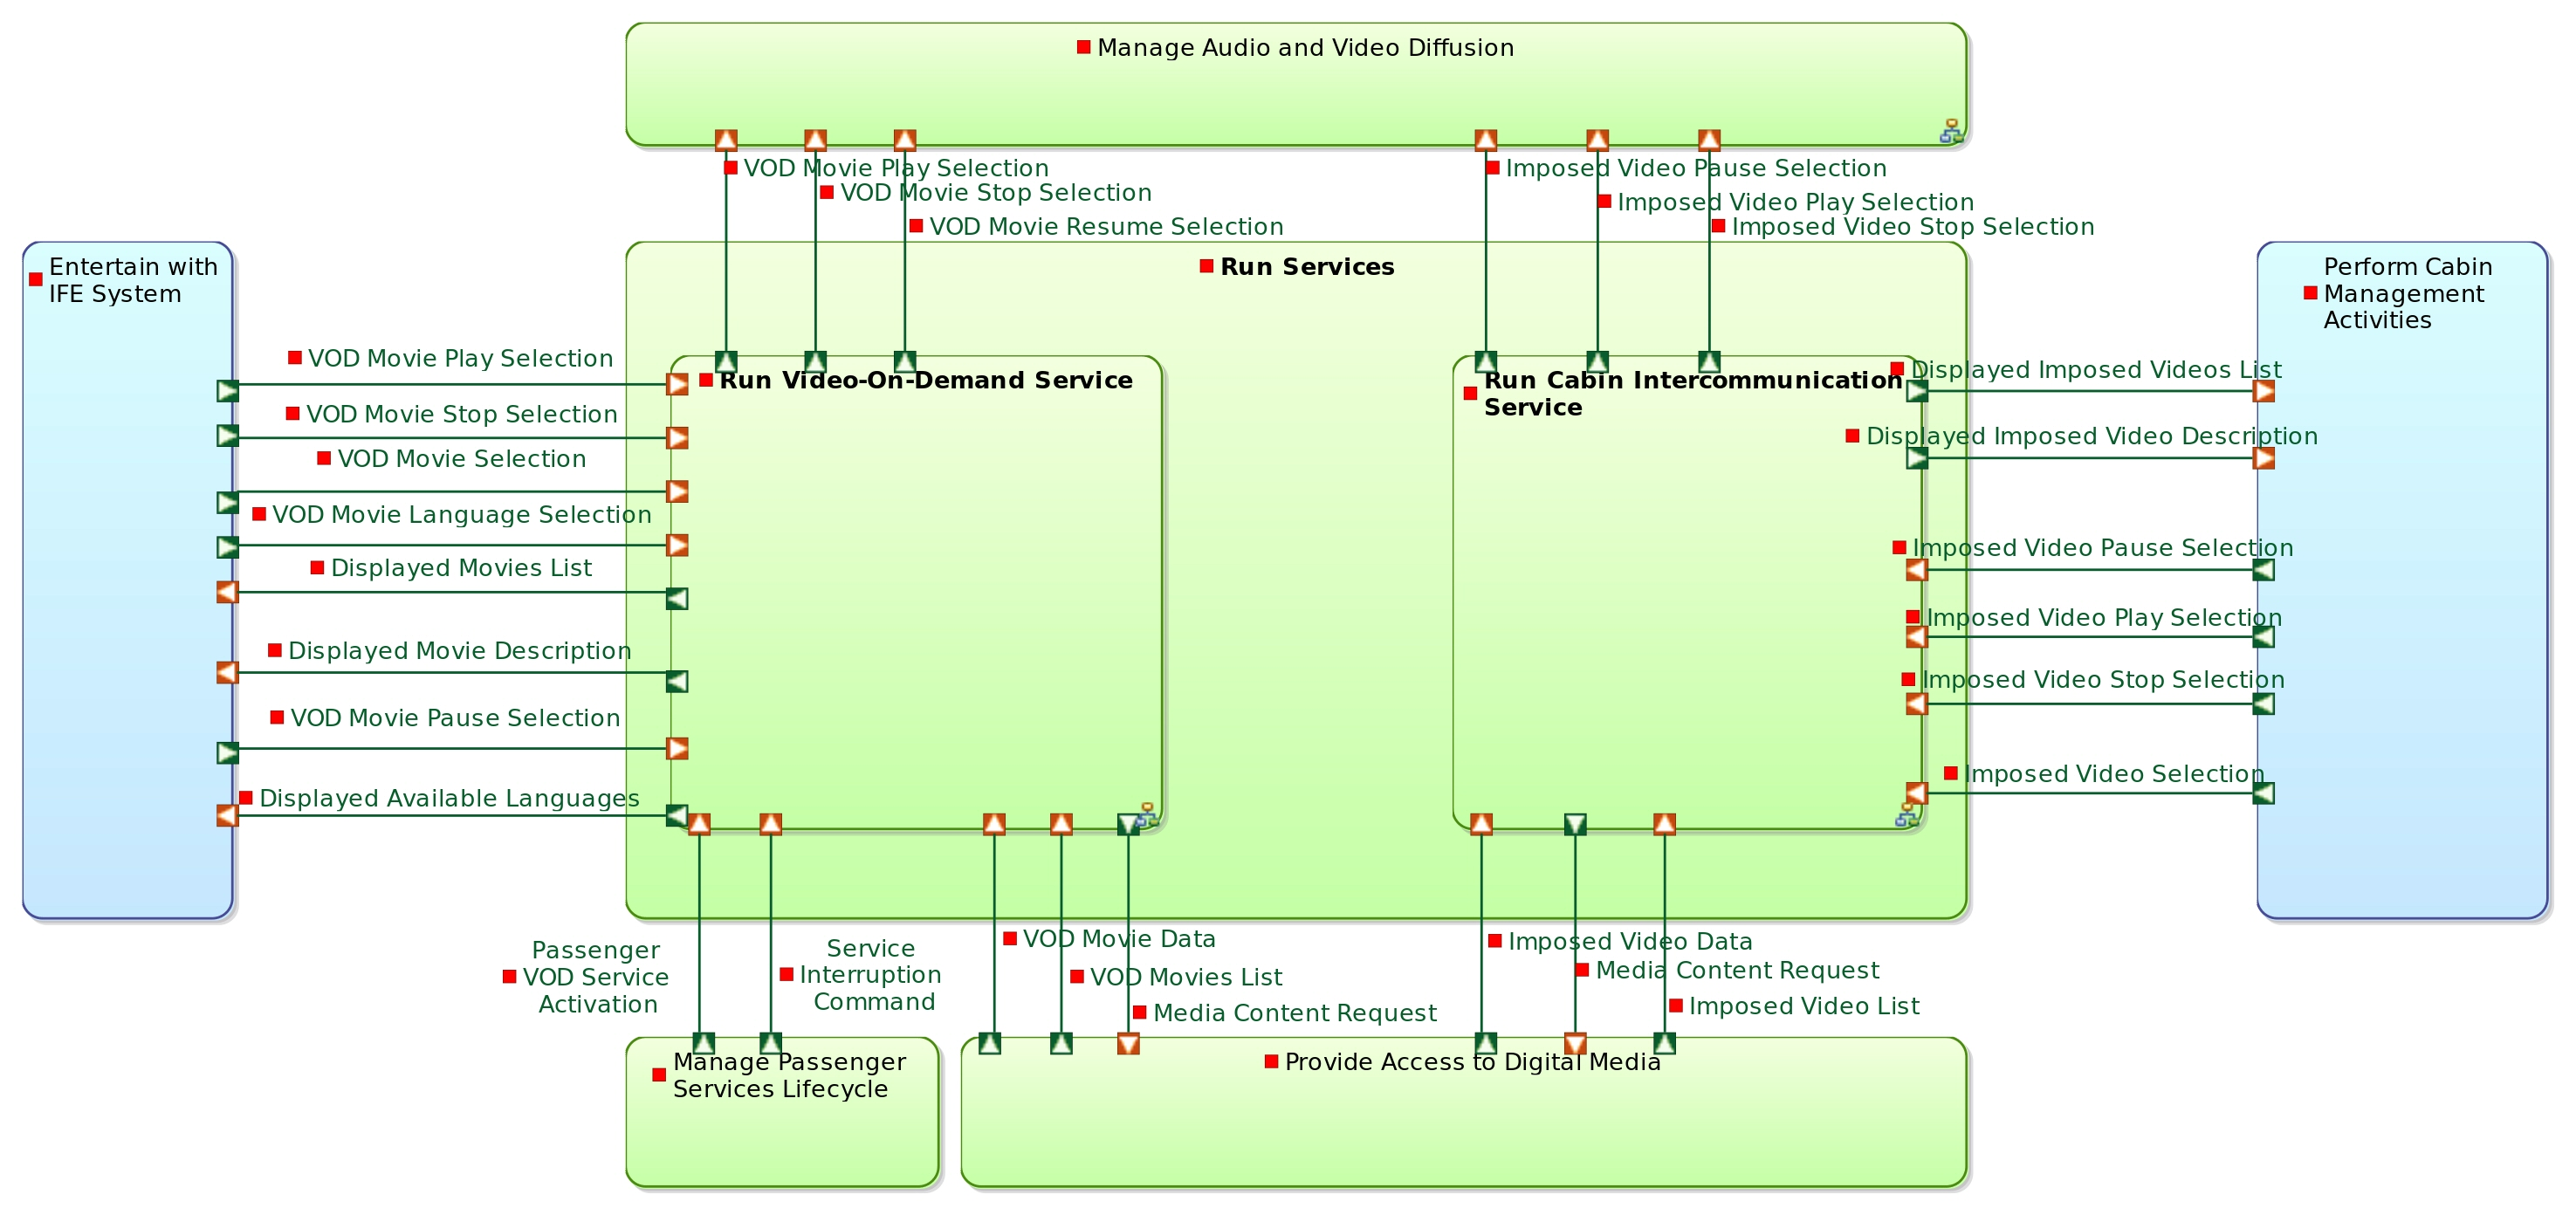 Manage Audio and Video Diffusion
VOD Movie Play Selection
VOD Movie Stop Selection
VOD Movie Resume Selection
Imposed Video Pause Selection
Imposed Video Play Selection
Imposed Video Stop Selection
Entertain with
IFE System
Run Services
Perform Cabin
Management
Activities
VOD Movie Play Selection
VOD Movie Stop Selection
VOD Movie Selection
VOD Movie Language Selection
Displayed Movies List
Displayed Movie Description
VOD Movie Pause Selection
Displayed Available Languages
Run Video-On-Demand Service
Run Cabin Intercommunication
Service
Displayed Imposed Videos List
Displayed Imposed Video Description
Imposed Video Pause Selection
Imposed Video Play Selection
Imposed Video Stop Selection
Imposed Video Selection
Passenger
VOD Service
Activation
Service
Interruption
Command
VOD Movie Data
VOD Movies List
Media Content Request
Imposed Video Data
Media Content Request
Imposed Video List
Manage Passenger
Services Lifecycle
Provide Access to Digital Media